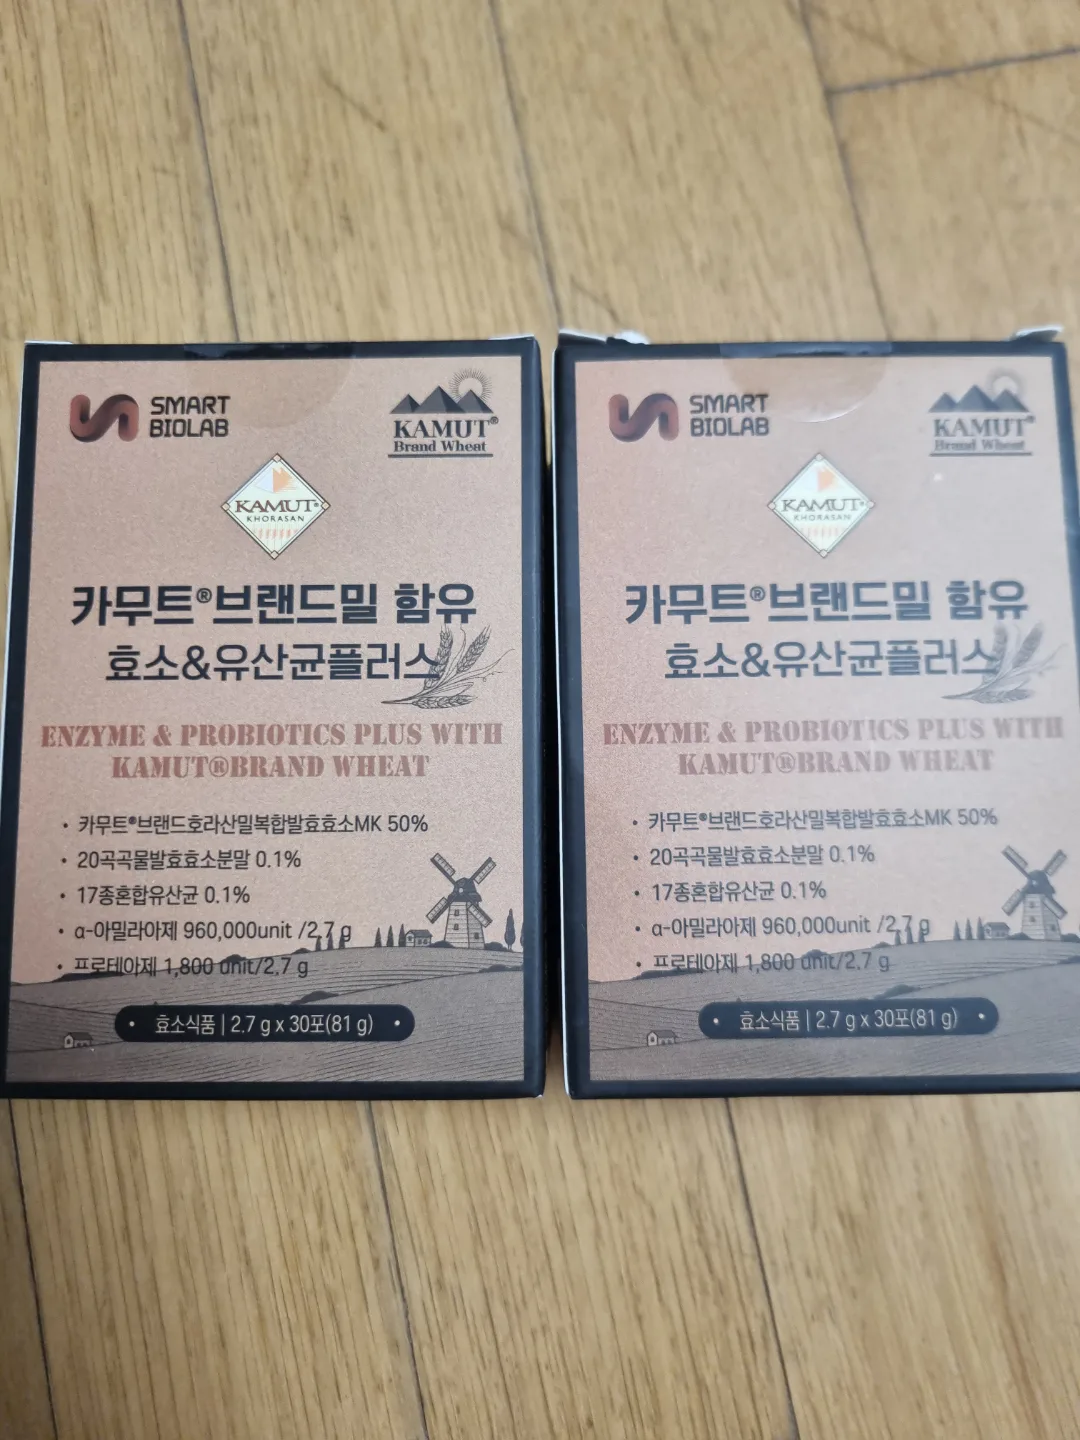 SMART
BIOLAB
KAMUT®
Brand Wheat
KAMUT®
KHORASAN
카무트®브랜드밀 함유
효소&유산균플러스
ENZYME & PROBIOTICS PLUS WITH
KAMUT®BRAND WHEAT
• 카무트®브랜드호라산밀복합발효효소MK 50%
• 20곡곡물발효효소분말 0.1%
• 17종혼합유산균 0.1%
• α-아밀라아제 960,000unit /2.7 g
• 프로테아제 1,800 unit/2.7 g
• 효소식품 | 2.7 g x 30포(81 g) •
SMART
BIOLAB
KAMUT®
Brand Wheat
KAMUT®
KHORASAN
카무트®브랜드밀 함유
효소&유산균플러스
ENZYME & PROBIOTICS PLUS WITH
KAMUT®BRAND WHEAT
• 카무트®브랜드호라산밀복합발효효소MK 50%
• 20곡곡물발효효소분말 0.1%
• 17종혼합유산균 0.1%
• α-아밀라아제 960,000unit /2.7 g
• 프로테아제 1,800 unit/2.7 g
• 효소식품 | 2.7 g x 30포(81 g) •